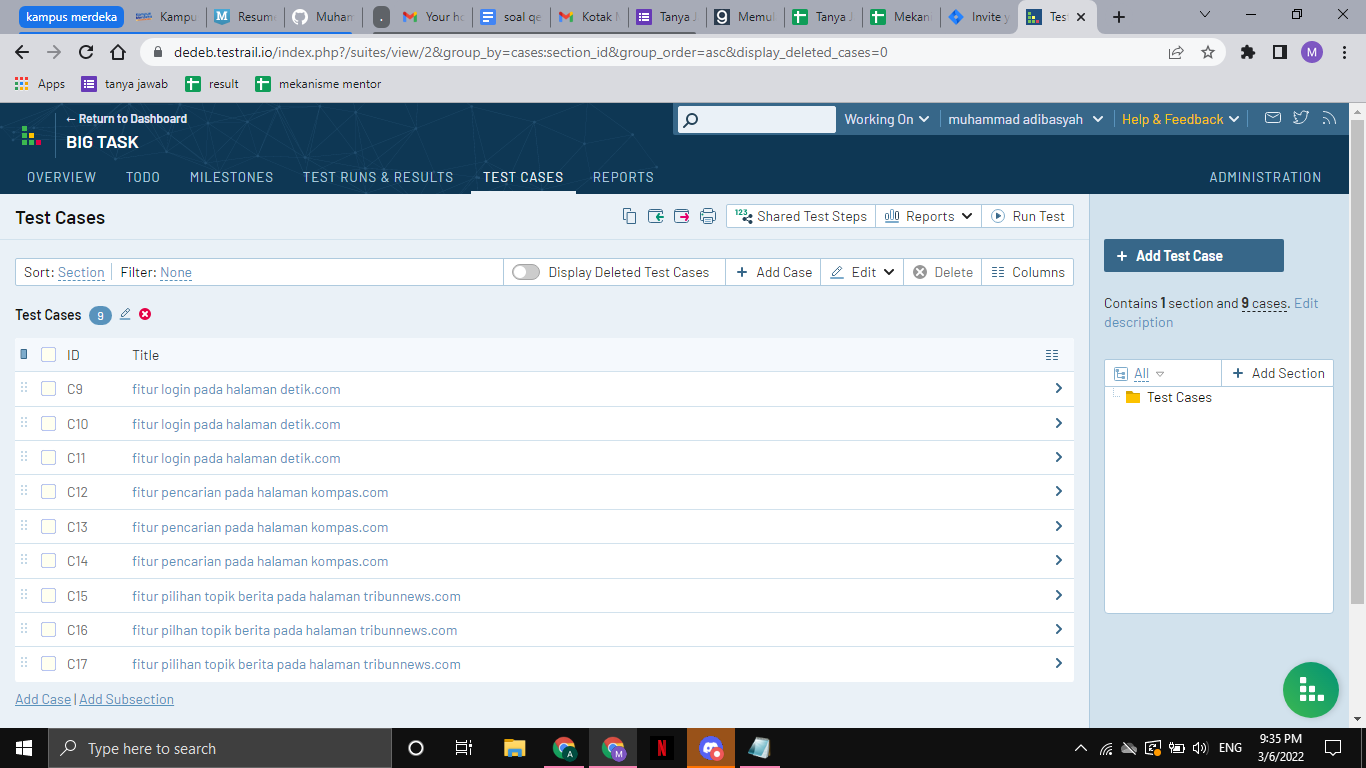 kampus merdeka
Kampu
Resum
Muham
Your ho
soal qe
Kotak M
Tanya J
Memul
Tanya J
Mekani
Invite y
Tes
dedeb.testrail.io/index.php?/suites/view/2&group_by=cases:section_id&group_order=asc&display_deleted_cases=0
M
Apps
tanya jawab
result
mekanisme mentor
← Return to Dashboard
BIG TASK
Working On
muhammad adibasyah
Help & Feedback
OVERVIEW
TODO
MILESTONES
TEST RUNS & RESULTS
TEST CASES
REPORTS
ADMINISTRATION
Test Cases
Shared Test Steps
Reports
Run Test
+ Add Test Case
Sort: Section
Filter: None
Display Deleted Test Cases
+ Add Case
Edit
Delete
Columns
Contains 1 section and 9 cases. Edit
description
Test Cases 9
All
+ Add Section
Test Cases
ID Title
C9 fitur login pada halaman detik.com
C10 fitur login pada halaman detik.com
C11 fitur login pada halaman detik.com
C12 fitur pencarian pada halaman kompas.com
C13 fitur pencarian pada halaman kompas.com
C14 fitur pencarian pada halaman kompas.com
C15 fitur pilihan topik berita pada halaman tribunnews.com
C16 fitur pilhan topik berita pada halaman tribunnews.com
C17 fitur pilihan topik berita pada halaman tribunnews.com
Add Case | Add Subsection
Type here to search
ENG
9:35 PM
3/6/2022